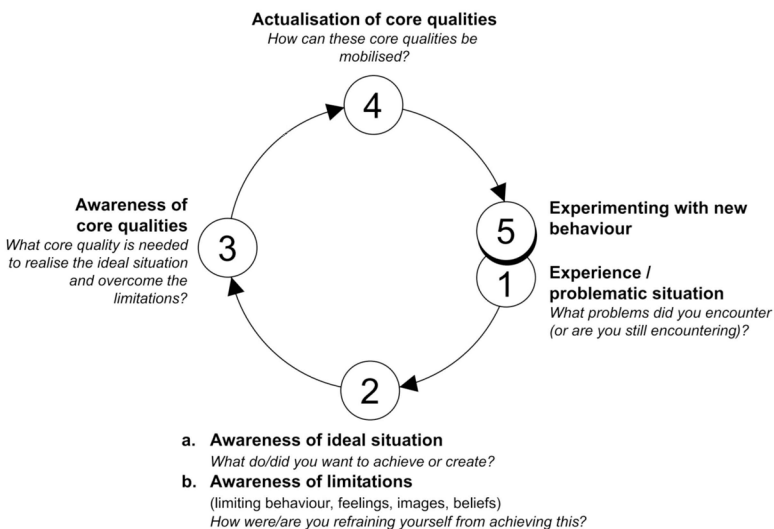 Actualisation of core qualities
How can these core qualities be
mobilised?
4
Awareness of
core qualities
What core quality is needed
to realise the ideal situation
and overcome the
limitations?
3
5
Experimenting with new
behaviour
1
Experience /
problematic situation
What problems did you encounter
(or are you still encountering)?
2
a. Awareness of ideal situation
What do/did you want to achieve or create?
b. Awareness of limitations
(limiting behaviour, feelings, images, beliefs)
How were/are you refraining yourself from achieving this?